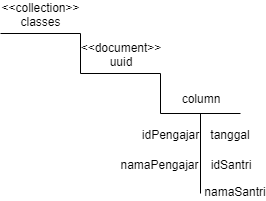 <<collection>>
classes
<<document>>
uuid
column
idPengajar tanggal
namaPengajar idSantri
namaSantri